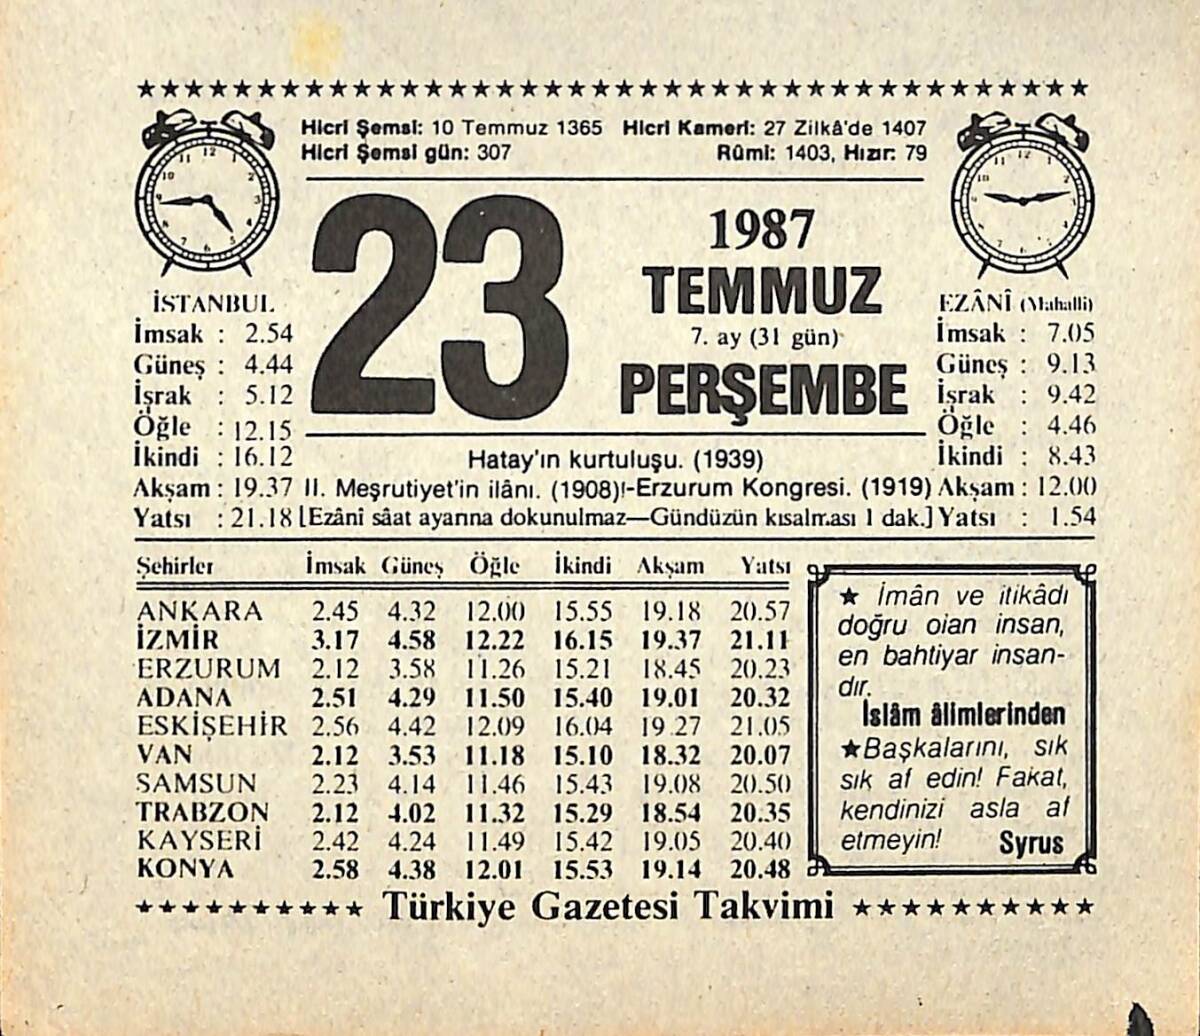 Hicrî Şemsî: 10 Temmuz 1365 Hicrî Kamerî: 27 Zilkâ'de 1407
Hicrî Şemsî gün: 307 Rûmî: 1403, Hızır: 79
23
1987
TEMMUZ
7. ay (31 gün)
PERŞEMBE
İSTANBUL
İmsak : 2.54
Güneş : 4.44
İşrak : 5.12
Öğle : 12.15
İkindi : 16.12
Akşam : 19.37
Yatsı : 21.18
EZÂNÎ (Mahallî)
İmsak : 7.05
Güneş : 9.13
İşrak : 9.42
Öğle : 4.46
İkindi : 8.43
Akşam : 12.00
Yatsı : 1.54
Hatay'ın kurtuluşu. (1939)
II. Meşrutiyet'in ilânı. (1908)!-Erzurum Kongresi. (1919)
[Ezânî sâat ayarına dokunulmaz—Gündüzün kısalması 1 dak.]
Şehirler İmsak Güneş Öğle İkindi Akşam Yatsı
ANKARA 2.45 4.32 12.00 15.55 19.18 20.57
İZMİR 3.17 4.58 12.22 16.15 19.37 21.11
ERZURUM 2.12 3.58 11.26 15.21 18.45 20.23
ADANA 2.51 4.29 11.50 15.40 19.01 20.32
ESKİŞEHİR 2.56 4.42 12.09 16.04 19 27 21.05
VAN 2.12 3.53 11.18 15.10 18.32 20.07
SAMSUN 2.23 4.14 11.46 15.43 19.08 20.50
TRABZON 2.12 4.02 11.32 15.29 18.54 20.35
KAYSERİ 2.42 4.24 11.49 15.42 19.05 20.40
KONYA 2.58 4.38 12.01 15.53 19.14 20.48
★ İmân ve itikâdı
doğru olan insan,
en bahtiyar insan-
dır.
İslâm âlimlerinden
★Başkalarını, sık
sık af edin! Fakat,
kendinizi asla af
etmeyin! Syrus
Türkiye Gazetesi Takvimi